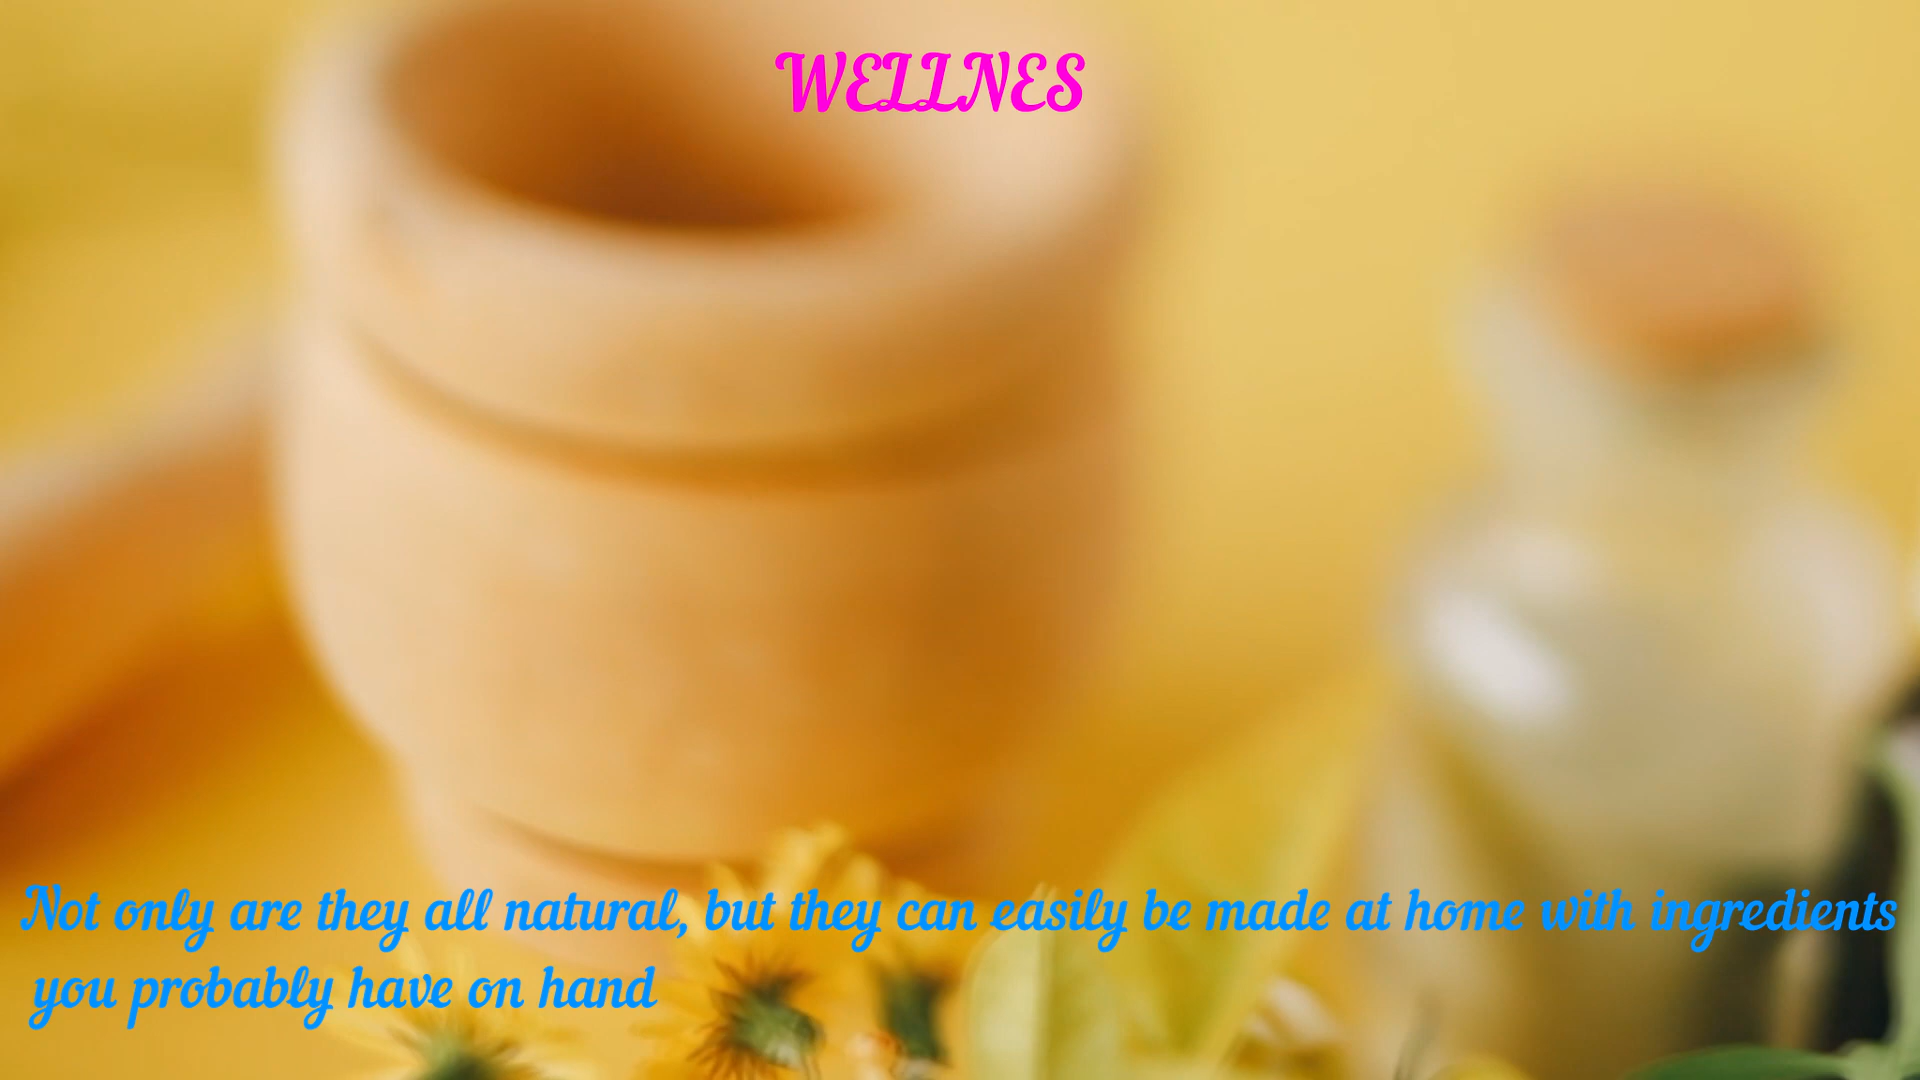 WELLNES
Not only are they all natural, but they can easily be made at home with ingredients
you probably have on hand